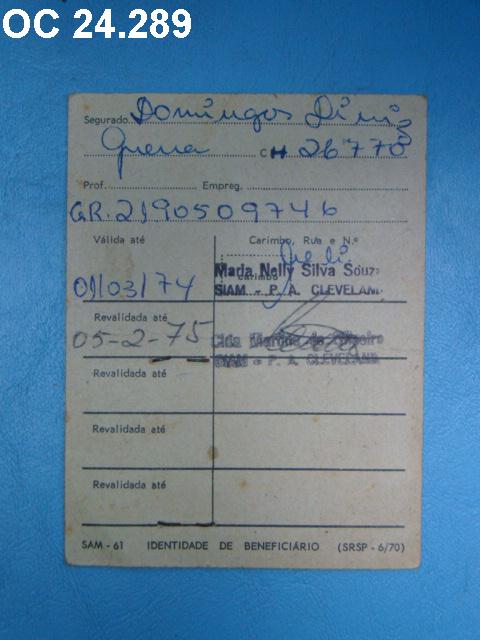 OC 24.289
Segurado Domingos Diniz
Guerra C 26770
Prof. Empreg.
GR. 2190509746
Válida até
Carimbo, Rua e N.º
01/03/74
Carimbo
Maria Nelly Silva Souza
SIAM - P. A. CLEVELAND
Revalidada até
05-2-75
SIAM - P. A. CLEVELAND
Revalidada até
Revalidada até
Revalidada até
SAM - 61 IDENTIDADE DE BENEFICIÁRIO (SRSP - 6/70)